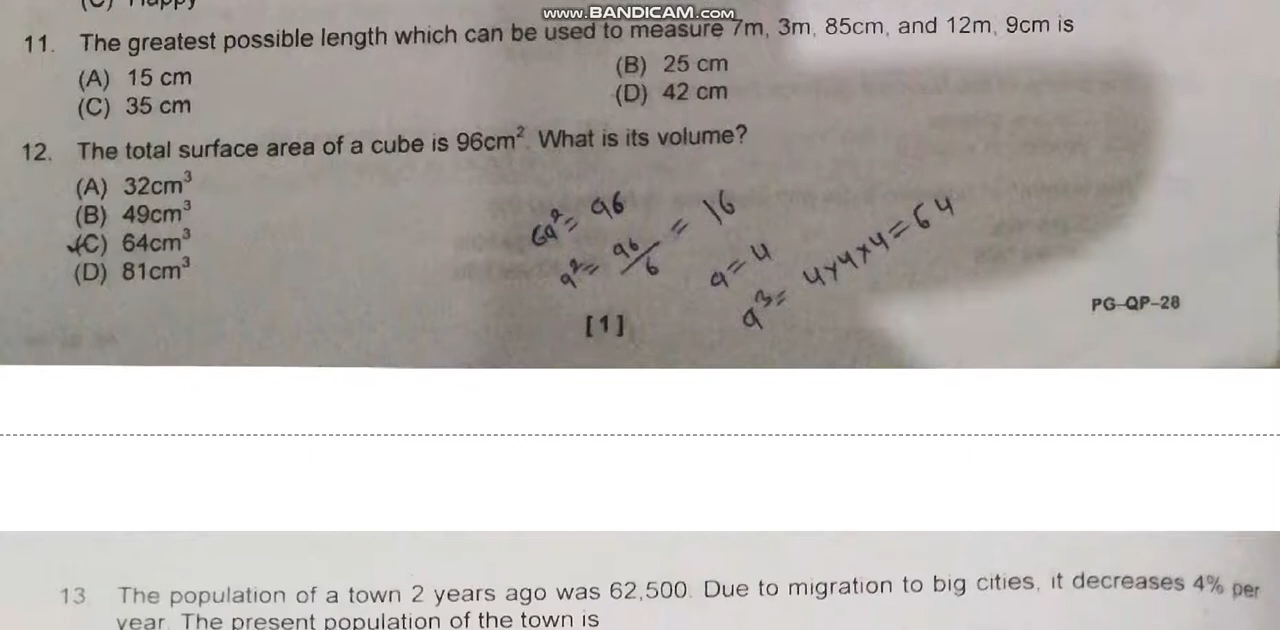 (C) Happy
www.BANDICAM.com
11. The greatest possible length which can be used to measure 7m, 3m, 85cm, and 12m, 9cm is
(A) 15 cm (B) 25 cm
(C) 35 cm (D) 42 cm
12. The total surface area of a cube is 96cm². What is its volume?
(A) 32cm³
(B) 49cm³
(C) 64cm³
(D) 81cm³
6a² = 96
a² = 96/6 = 16
a = 4
a³ = 4×4×4 = 64
[1]
PG-QP-28
13 The population of a town 2 years ago was 62,500. Due to migration to big cities, it decreases 4% per
year. The present population of the town is